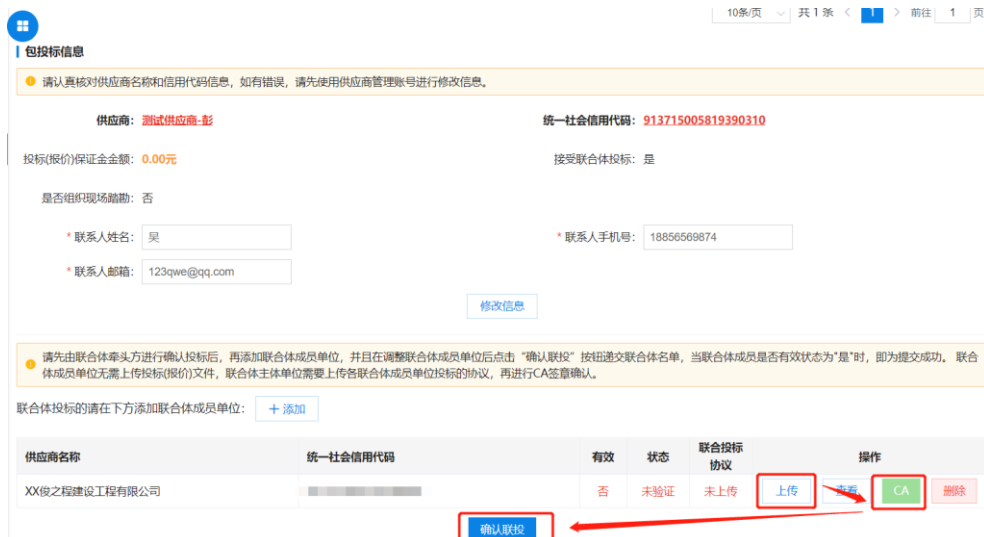 10条/页 共 1 条 1 前往 1 页
包投标信息
请认真核对供应商名称和信用代码信息，如有错误，请先使用供应商管理账号进行修改信息。
供应商：测试供应商-彭 统一社会信用代码：913715005819390310
投标(报价)保证金金额：0.00元 接受联合体投标：是
是否组织现场踏勘：否
* 联系人姓名：吴 * 联系人手机号：18856569874
* 联系人邮箱：123qwe@qq.com
修改信息
请先由联合体牵头方进行确认投标后，再添加联合体成员单位，并且在调整联合体成员单位后点击“确认联投”按钮递交联合体名单，当联合体成员是否有效状态为"是"时，即为提交成功。 联合
体成员单位无需上传投标(报价)文件，联合体主体单位需要上传各联合体成员单位投标的协议，再进行CA签章确认。
联合体投标的请在下方添加联合体成员单位： + 添加
供应商名称 统一社会信用代码 有效 状态 联合投标 操作
协议
XX俊之程建设工程有限公司 否 未验证 未上传 上传 查看 CA 删除
确认联投